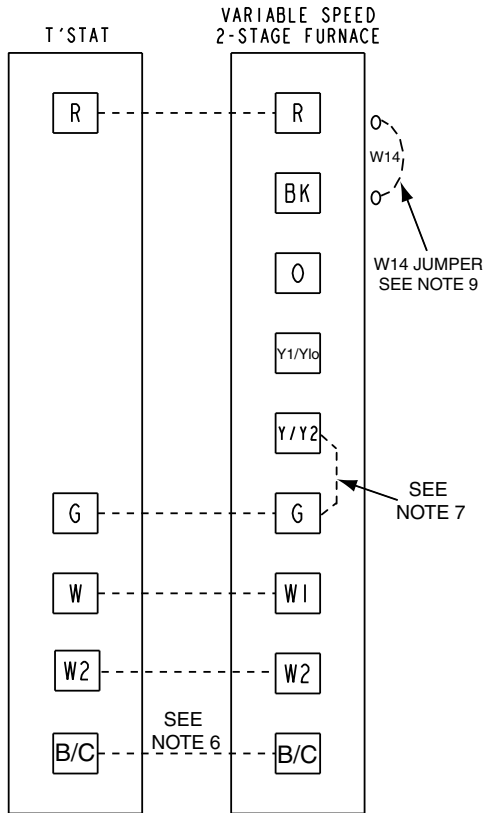 T'STAT
VARIABLE SPEED
2-STAGE FURNACE
R
R
W14
BK
W14 JUMPER
SEE NOTE 9
O
Y1/Ylo
Y/Y2
SEE
NOTE 7
G
G
W
W1
W2
W2
SEE
NOTE 6
B/C
B/C